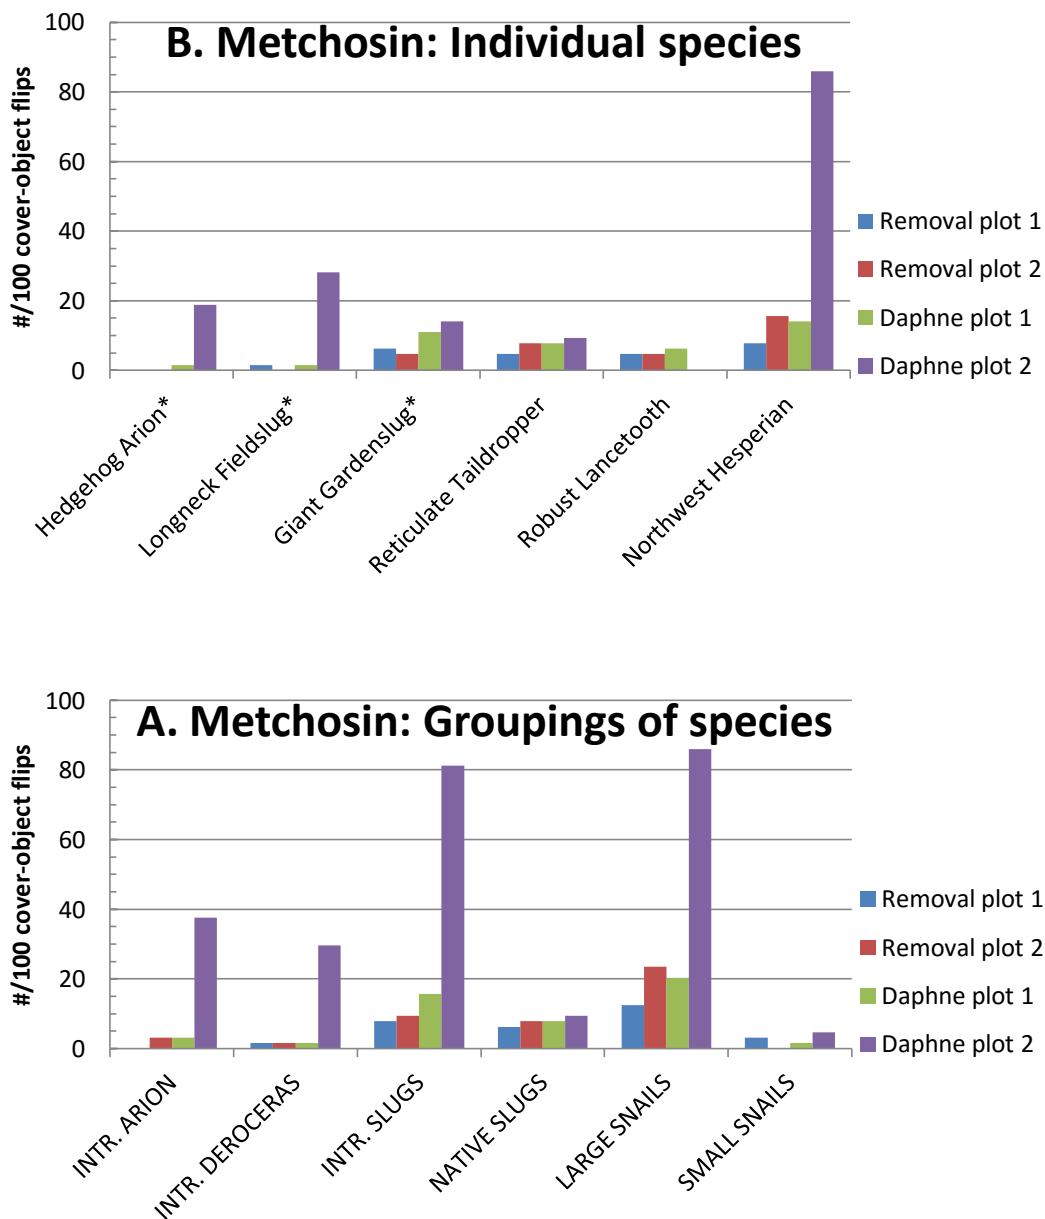 B. Metchosin: Individual species
#/100 cover-object flips
100
80
60
40
20
0
Hedgehog Arion*
Longneck Fieldslug*
Giant Gardenslug*
Reticulate Taildropper
Robust Lancetooth
Northwest Hesperian
Removal plot 1
Removal plot 2
Daphne plot 1
Daphne plot 2
A. Metchosin: Groupings of species
#/100 cover-object flips
100
80
60
40
20
0
INTR. ARION
INTR. DEROCERAS
INTR. SLUGS
NATIVE SLUGS
LARGE SNAILS
SMALL SNAILS
Removal plot 1
Removal plot 2
Daphne plot 1
Daphne plot 2